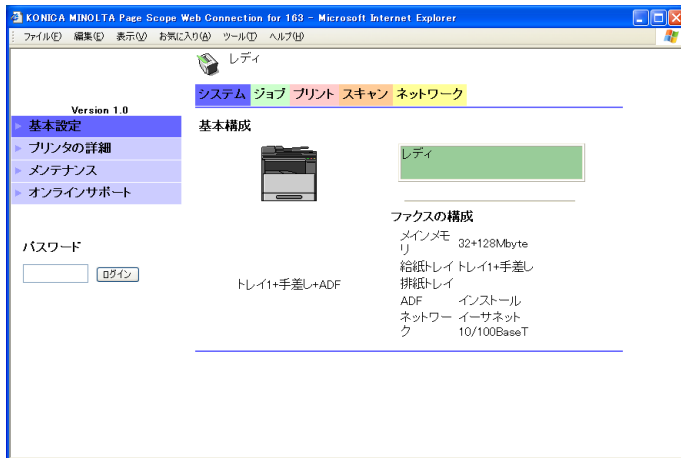 KONICA MINOLTA Page Scope Web Connection for 163 - Microsoft Internet Explorer
ファイル(F) 編集(E) 表示(V) お気に入り(A) ツール(T) ヘルプ(H)
レディ
システム ジョブ プリント スキャン ネットワーク
Version 1.0
基本設定
プリンタの詳細
メンテナンス
オンラインサポート
パスワード
ログイン
基本構成
トレイ1+手差し+ADF
レディ
ファクスの構成
メインメモ
リ 32+128Mbyte
給紙トレイ トレイ1+手差し
排紙トレイ
ADF インストール
ネットワー イーサネット
ク 10/100BaseT